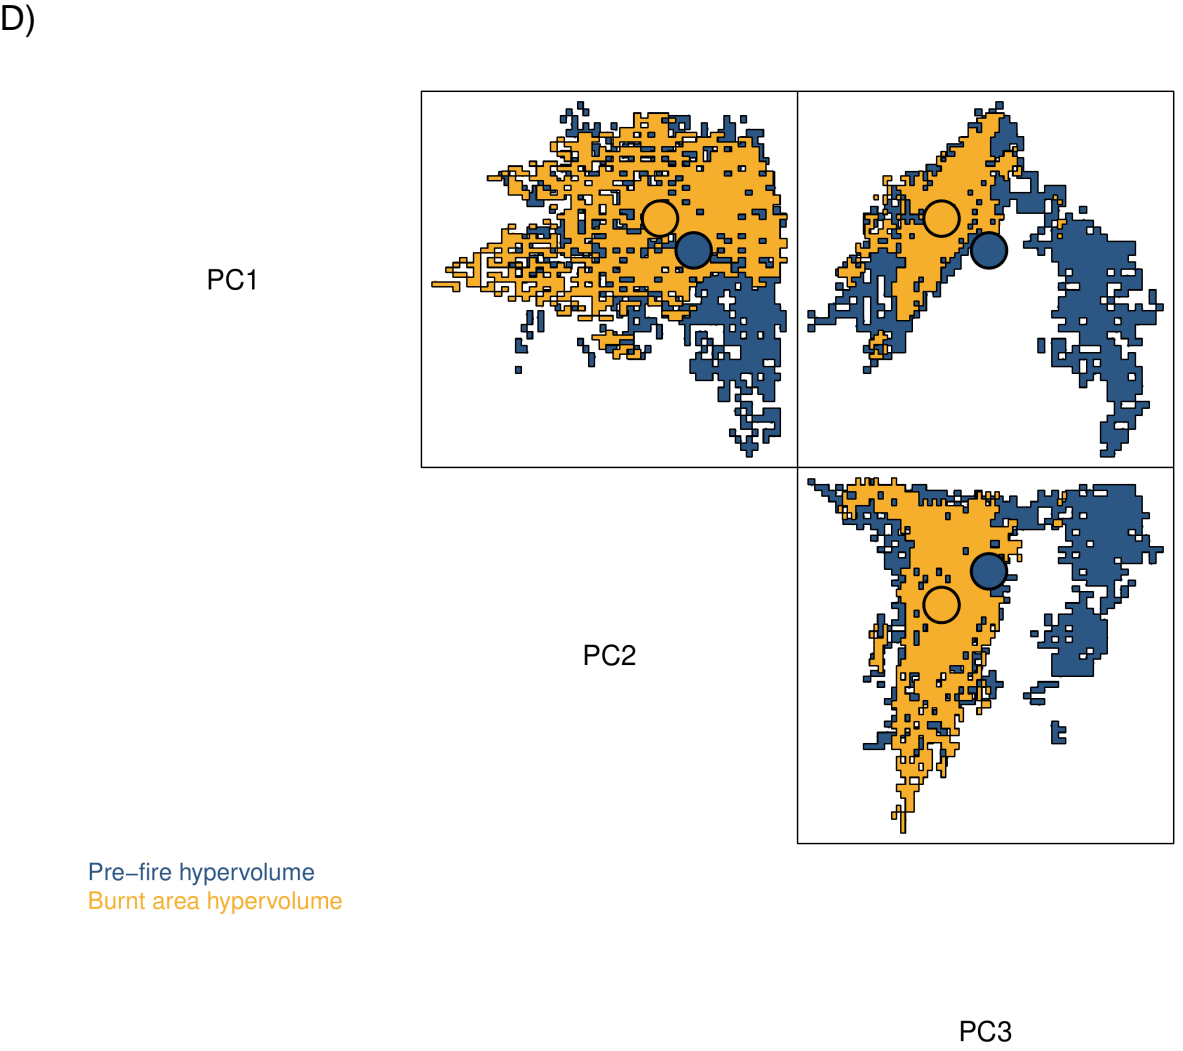 D)
PC1
PC2
Pre−fire hypervolume
Burnt area hypervolume
PC3